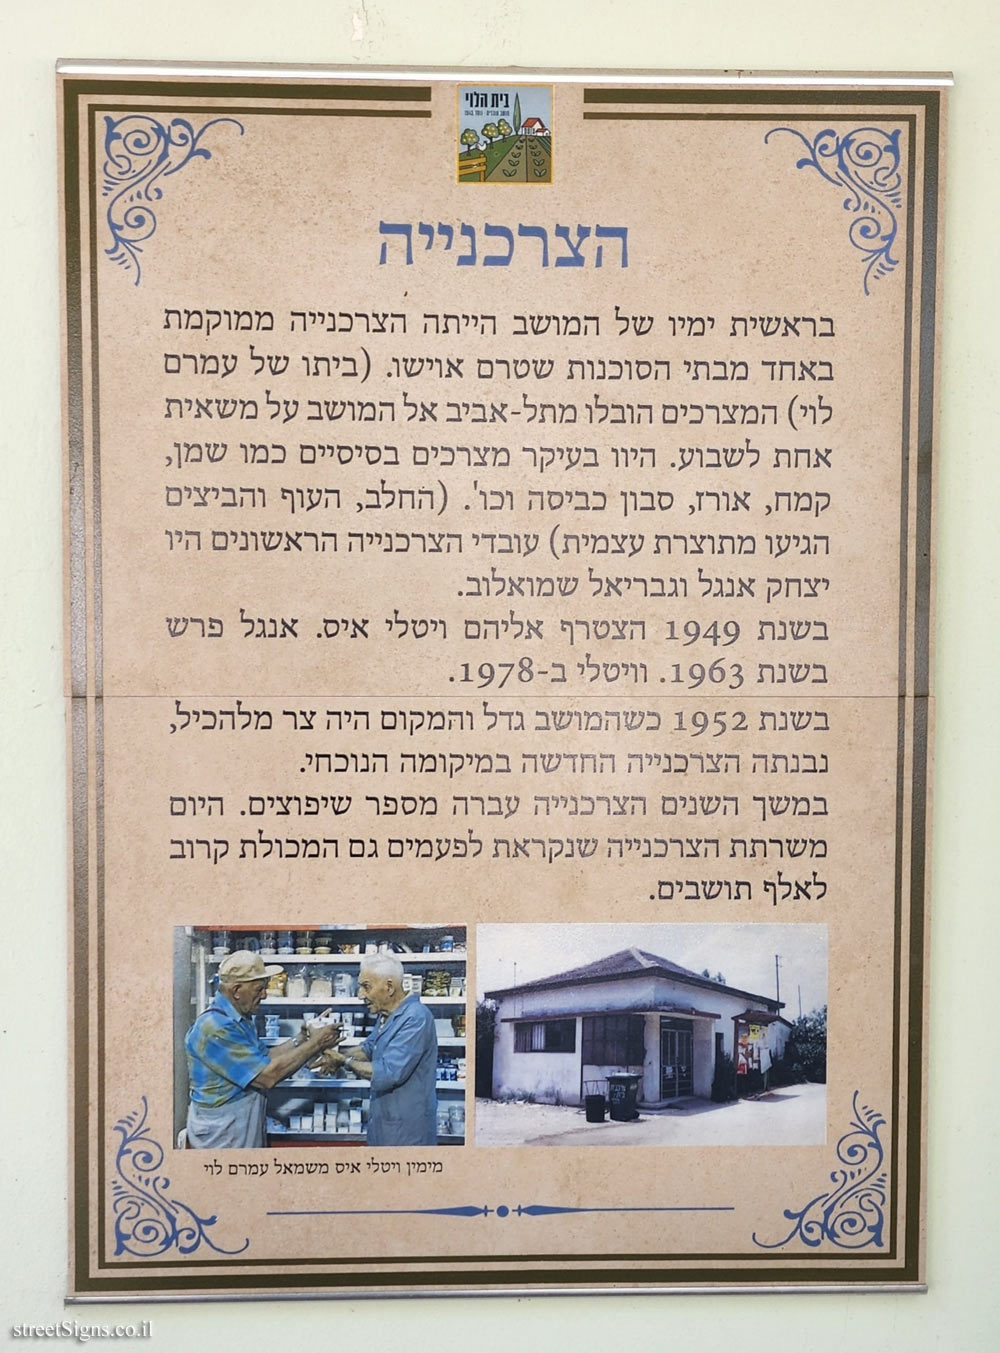 בית הלוי
הצרכנייה
בראשית ימיו של המושב הייתה הצרכנייה ממוקמת
באחד מבתי הסוכנות שטרם אוישו. (ביתו של עמרם
לוי) המצרכים הובלו מתל-אביב אל המושב על משאית
אחת לשבוע. היוו בעיקר מצרכים בסיסיים כמו שמן,
קמח, אורז, סבון כביסה וכו'. (החלב, העוף והביצים
הגיעו מתוצרת עצמית) עובדי הצרכנייה הראשונים היו
יצחק אנגל וגבריאל שמואלוב.
בשנת 1949 הצטרף אליהם ויטלי איס. אנגל פרש
בשנת 1963. וויטלי ב-1978.
בשנת 1952 כשהמושב גדל והמקום היה צר מלהכיל,
נבנתה הצרכנייה החדשה במיקומה הנוכחי.
במשך השנים הצרכנייה עברה מספר שיפוצים. היום
משרתת הצרכנייה שנקראת לפעמים גם המכולת קרוב
לאלף תושבים.
מימין ויטלי איס משמאל עמרם לוי
streetSigns.co.il